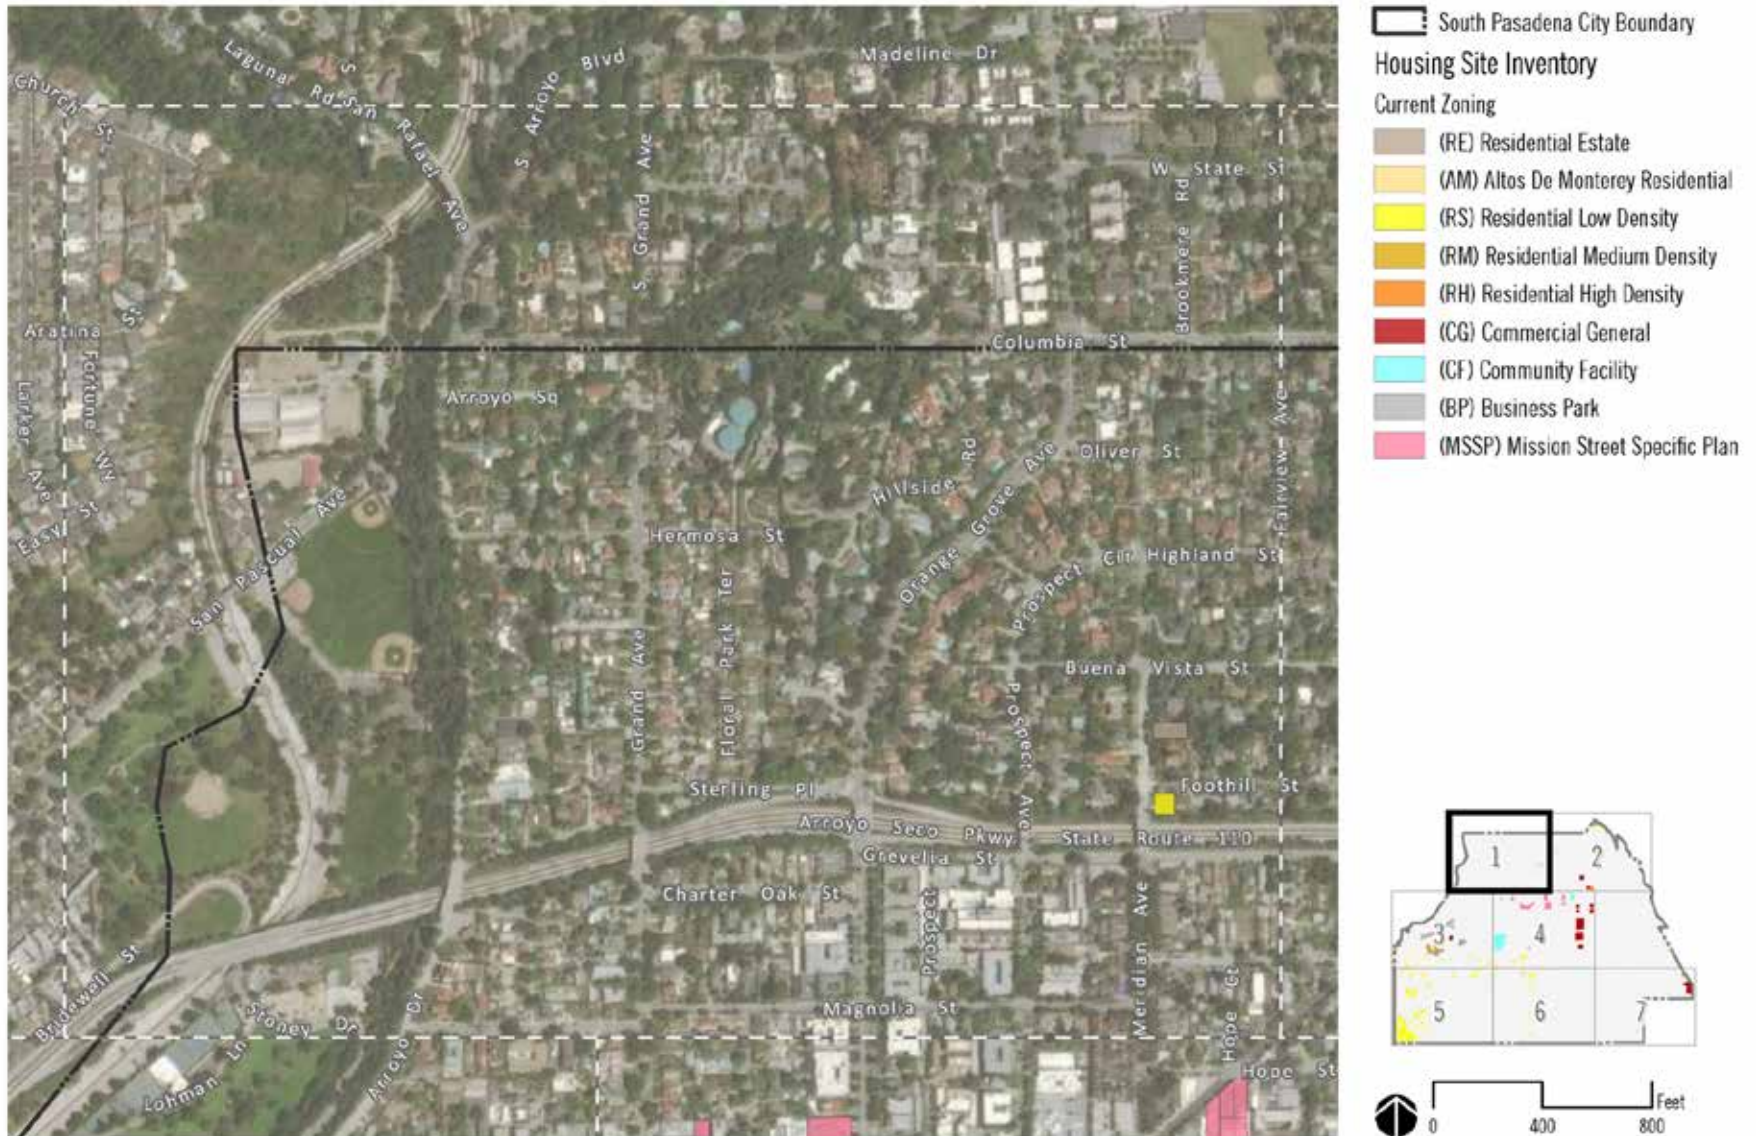 Laguna Rd
S San Rafael Ave
S Arroyo Blvd
Madeline Dr
Church St
S Grand Ave
W State St
Brookmere Rd
Aratina St
Fortune Wy
Larker Ave
Easy St
Columbia St
Arroyo Sq
Fairview Ave
Hillside Rd
Orange Grove Ave
Oliver St
San Pascual Ave
Hermosa St
Prospect Cir
Highland St
Grand Ave
Floral Park Ter
Buena Vista St
Prospect Ave
Sterling Pl
Foothil St
Arroyo Seco Pkwy
State Route 110
Grevelia St
Charter Oak St
Prospect
Meridian Ave
Magnolia St
Hope Ct
Bridewell St
Stoney Dr
Lohman Ln
Arroyo Dr
Hope St
South Pasadena City Boundary
Housing Site Inventory
Current Zoning
(RE) Residential Estate
(AM) Altos De Monterey Residential
(RS) Residential Low Density
(RM) Residential Medium Density
(RH) Residential High Density
(CG) Commercial General
(CF) Community Facility
(BP) Business Park
(MSSP) Mission Street Specific Plan
1
2
3
4
5
6
7
Feet
0 400 800